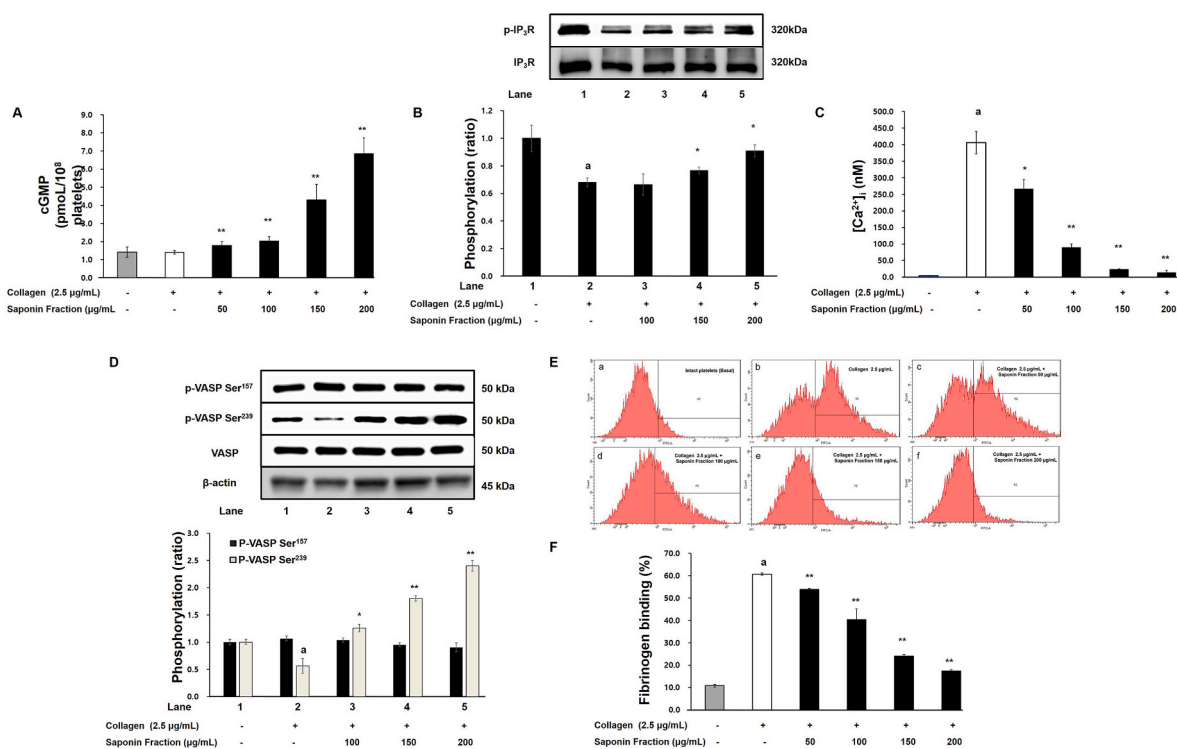 p-IP₃R 320kDa
IP₃R 320kDa
Lane 1 2 3 4 5
A
cGMP
(pmoL/10⁸
platelets)
9.0
8.0
7.0
6.0
5.0
4.0
3.0
2.0
1.0
0.0
** ** ** **
Collagen (2.5 µg/mL) - + + + + +
Saponin Fraction (µg/mL - - 50 100 150 200
B
Phosphorylation (ratio)
1.2
1.0
0.8
0.6
0.4
0.2
0.0
a * *
Lane 1 2 3 4 5
Collagen (2.5 µg/mL) - + + + +
Saponin Fraction (µg/mL) - - 100 150 200
C
[Ca²⁺]ᵢ (nM)
500.0
450.0
400.0
350.0
300.0
250.0
200.0
150.0
100.0
50.0
0.0
a * ** ** **
Collagen (2.5 µg/mL) - + + + + +
Saponin Fraction (µg/mL) - - 50 100 150 200
D
p-VASP Ser¹⁵⁷ 50 kDa
p-VASP Ser²³⁹ 50 kDa
VASP 50 kDa
β-actin 45 kDa
Lane 1 2 3 4 5
Phosphorylation (ratio)
P-VASP Ser¹⁵⁷
P-VASP Ser²³⁹
3.0
2.5
2.0
1.5
1.0
0.5
0.0
a * ** **
Lane 1 2 3 4 5
Collagen (2.5 µg/mL) - + + + +
Saponin Fraction (µg/mL) - - 100 150 200
E
a Intact platelets (Basal)
b Collagen 2.5 µg/mL
c Collagen 2.5 µg/mL +
Saponin Fraction 50 µg/mL
d Collagen 2.5 µg/mL +
Saponin Fraction 100 µg/mL
e Collagen 2.5 µg/mL +
Saponin Fraction 150 µg/mL
f Collagen 2.5 µg/mL +
Saponin Fraction 200 µg/mL
F
Fibrinogen binding (%)
70.0
60.0
50.0
40.0
30.0
20.0
10.0
0.0
a ** ** ** **
Collagen (2.5 µg/mL) - + + + + +
Saponin Fraction (µg/mL) - - 50 100 150 200